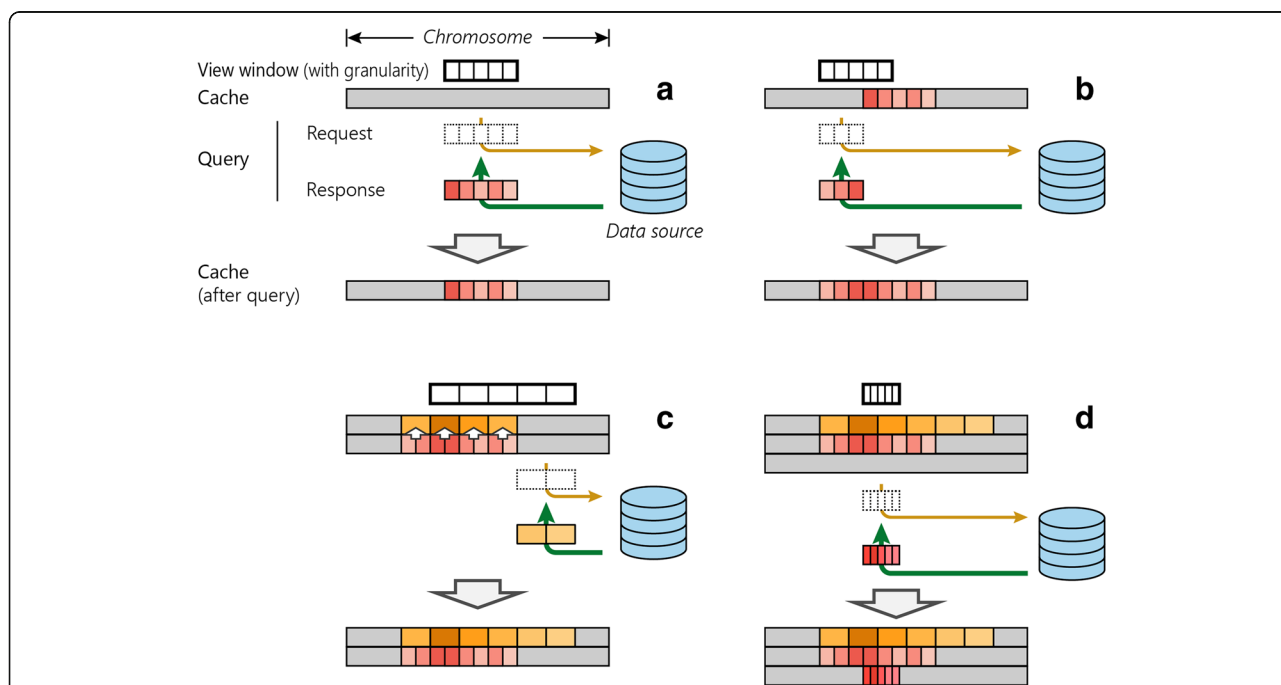 Chromosome
View window (with granularity)
Cache
a
b
Request
Query
Response
Data source
Cache
(after query)
c
d